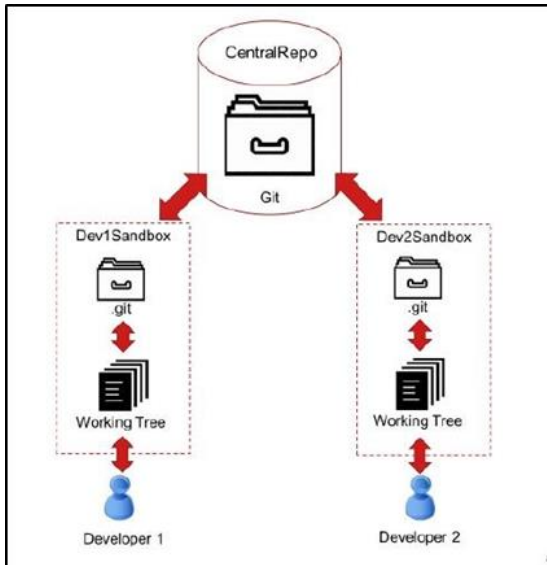 CentralRepo
Git
Dev1Sandbox
Dev2Sandbox
.git
.git
Working Tree
Working Tree
Developer 1
Developer 2